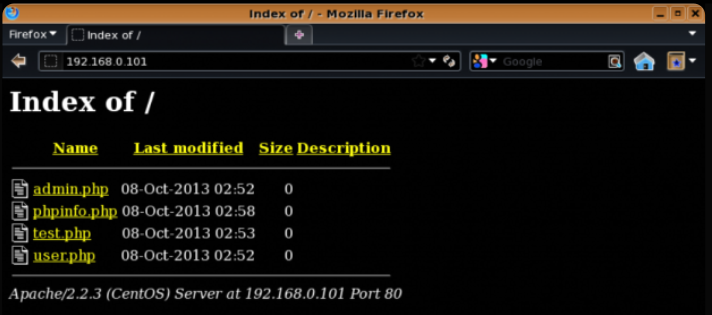 Index of / - Mozilla Firefox
Firefox
Index of /
192.168.0.101
Google
Index of /
Name Last modified Size Description
admin.php 08-Oct-2013 02:52 0
phpinfo.php 08-Oct-2013 02:58 0
test.php 08-Oct-2013 02:53 0
user.php 08-Oct-2013 02:52 0
Apache/2.2.3 (CentOS) Server at 192.168.0.101 Port 80